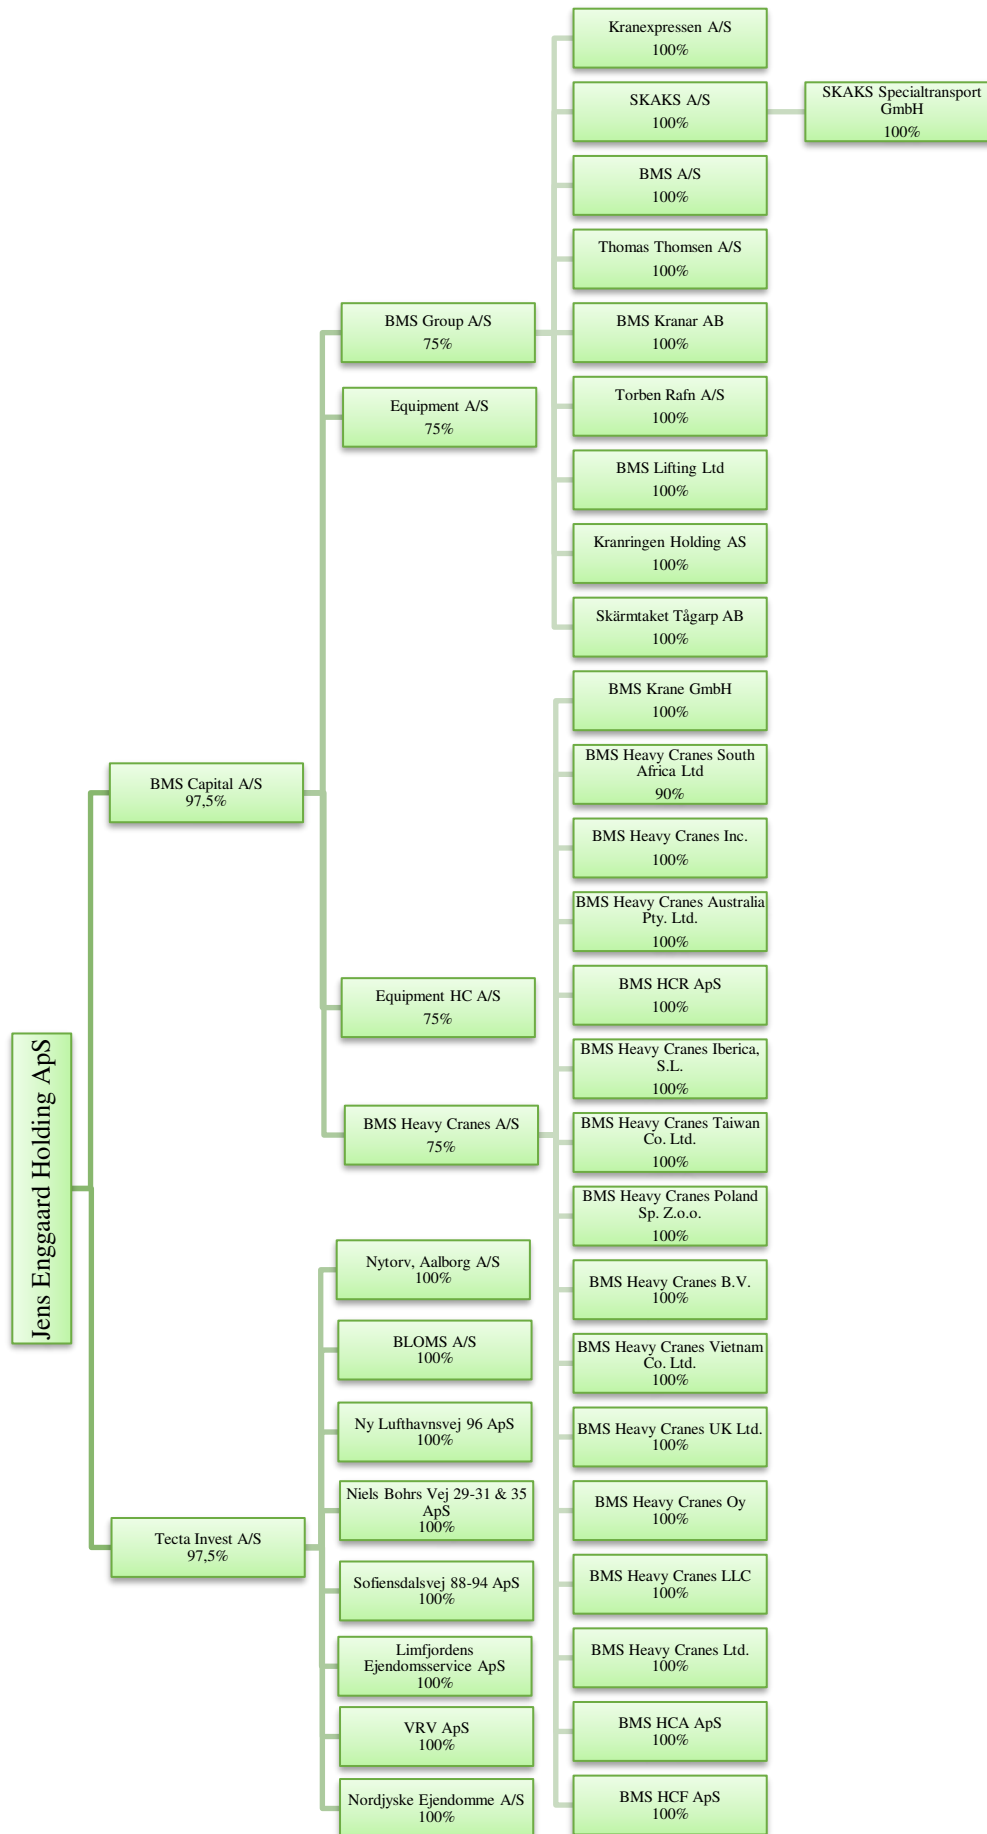 Jens Enggaard Holding ApS
BMS Capital A/S
97,5%
Tecta Invest A/S
97,5%
BMS Group A/S
75%
Equipment A/S
75%
Equipment HC A/S
75%
BMS Heavy Cranes A/S
75%
Nytorv, Aalborg A/S
100%
BLOMS A/S
100%
Ny Lufthavnsvej 96 ApS
100%
Niels Bohrs Vej 29-31 & 35
ApS
100%
Sofiensdalsvej 88-94 ApS
100%
Limfjordens
Ejendomsservice ApS
100%
VRV ApS
100%
Nordjyske Ejendomme A/S
100%
Kranexpressen A/S
100%
SKAKS A/S
100%
SKAKS Specialtransport
GmbH
100%
BMS A/S
100%
Thomas Thomsen A/S
100%
BMS Kranar AB
100%
Torben Rafn A/S
100%
BMS Lifting Ltd
100%
Kranringen Holding AS
100%
Skärmtaket Tågarp AB
100%
BMS Krane GmbH
100%
BMS Heavy Cranes South
Africa Ltd
90%
BMS Heavy Cranes Inc.
100%
BMS Heavy Cranes Australia
Pty. Ltd.
100%
BMS HCR ApS
100%
BMS Heavy Cranes Iberica,
S.L.
100%
BMS Heavy Cranes Taiwan
Co. Ltd.
100%
BMS Heavy Cranes Poland
Sp. Z.o.o.
100%
BMS Heavy Cranes B.V.
100%
BMS Heavy Cranes Vietnam
Co. Ltd.
100%
BMS Heavy Cranes UK Ltd.
100%
BMS Heavy Cranes Oy
100%
BMS Heavy Cranes LLC
100%
BMS Heavy Cranes Ltd.
100%
BMS HCA ApS
100%
BMS HCF ApS
100%